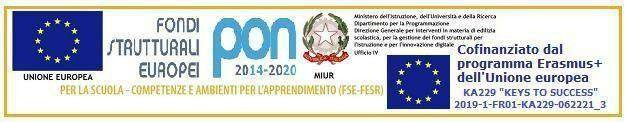 UNIONE EUROPEA
FONDI
STRUTTURALI
EUROPEI
pon
2014-2020
MIUR
Ministero dell'Istruzione, dell'Università e della Ricerca
Dipartimento per la Programmazione
Direzione Generale per interventi in materia di edilizia
scolastica, per la gestione dei fondi strutturali per
l'istruzione e per l'innovazione digitale
Ufficio IV
PER LA SCUOLA - COMPETENZE E AMBIENTI PER L'APPRENDIMENTO (FSE-FESR)
Cofinanziato dal
programma Erasmus+
dell'Unione europea
KA229 "KEYS TO SUCCESS"
2019-1-FR01-KA229-062221_3